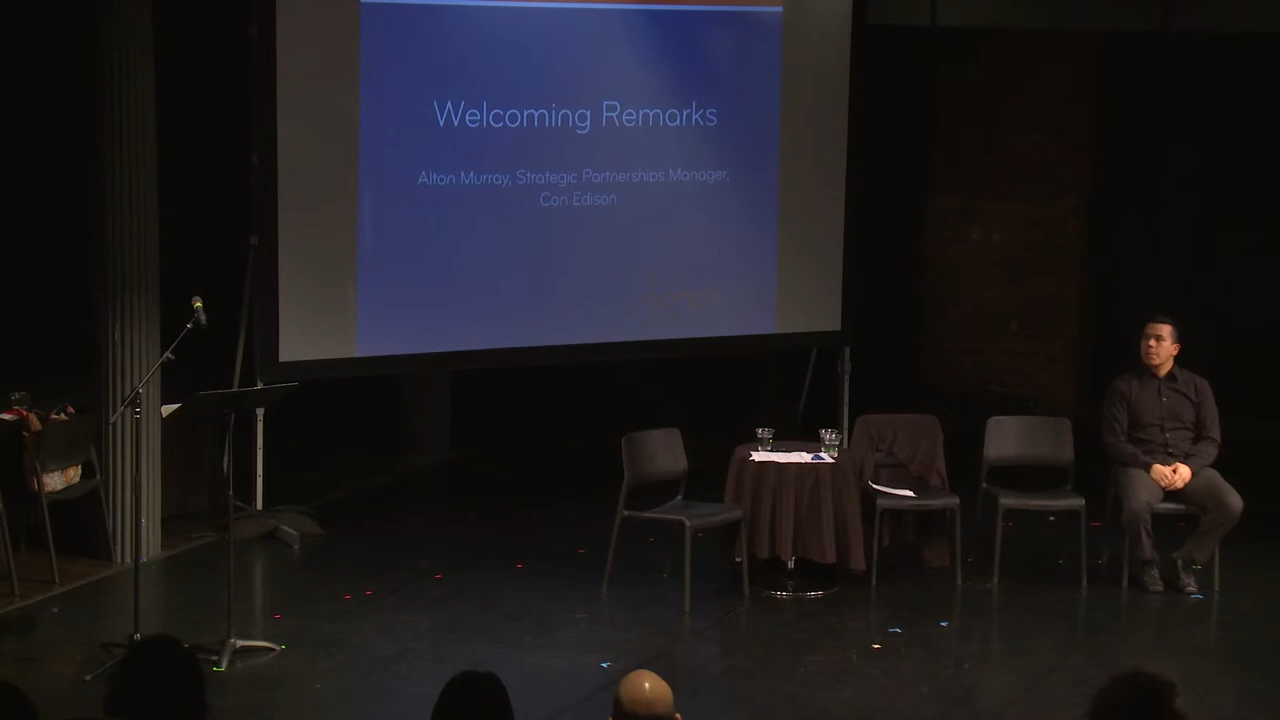 Welcoming Remarks
Alton Murray, Strategic Partnerships Manager,
Con Edison